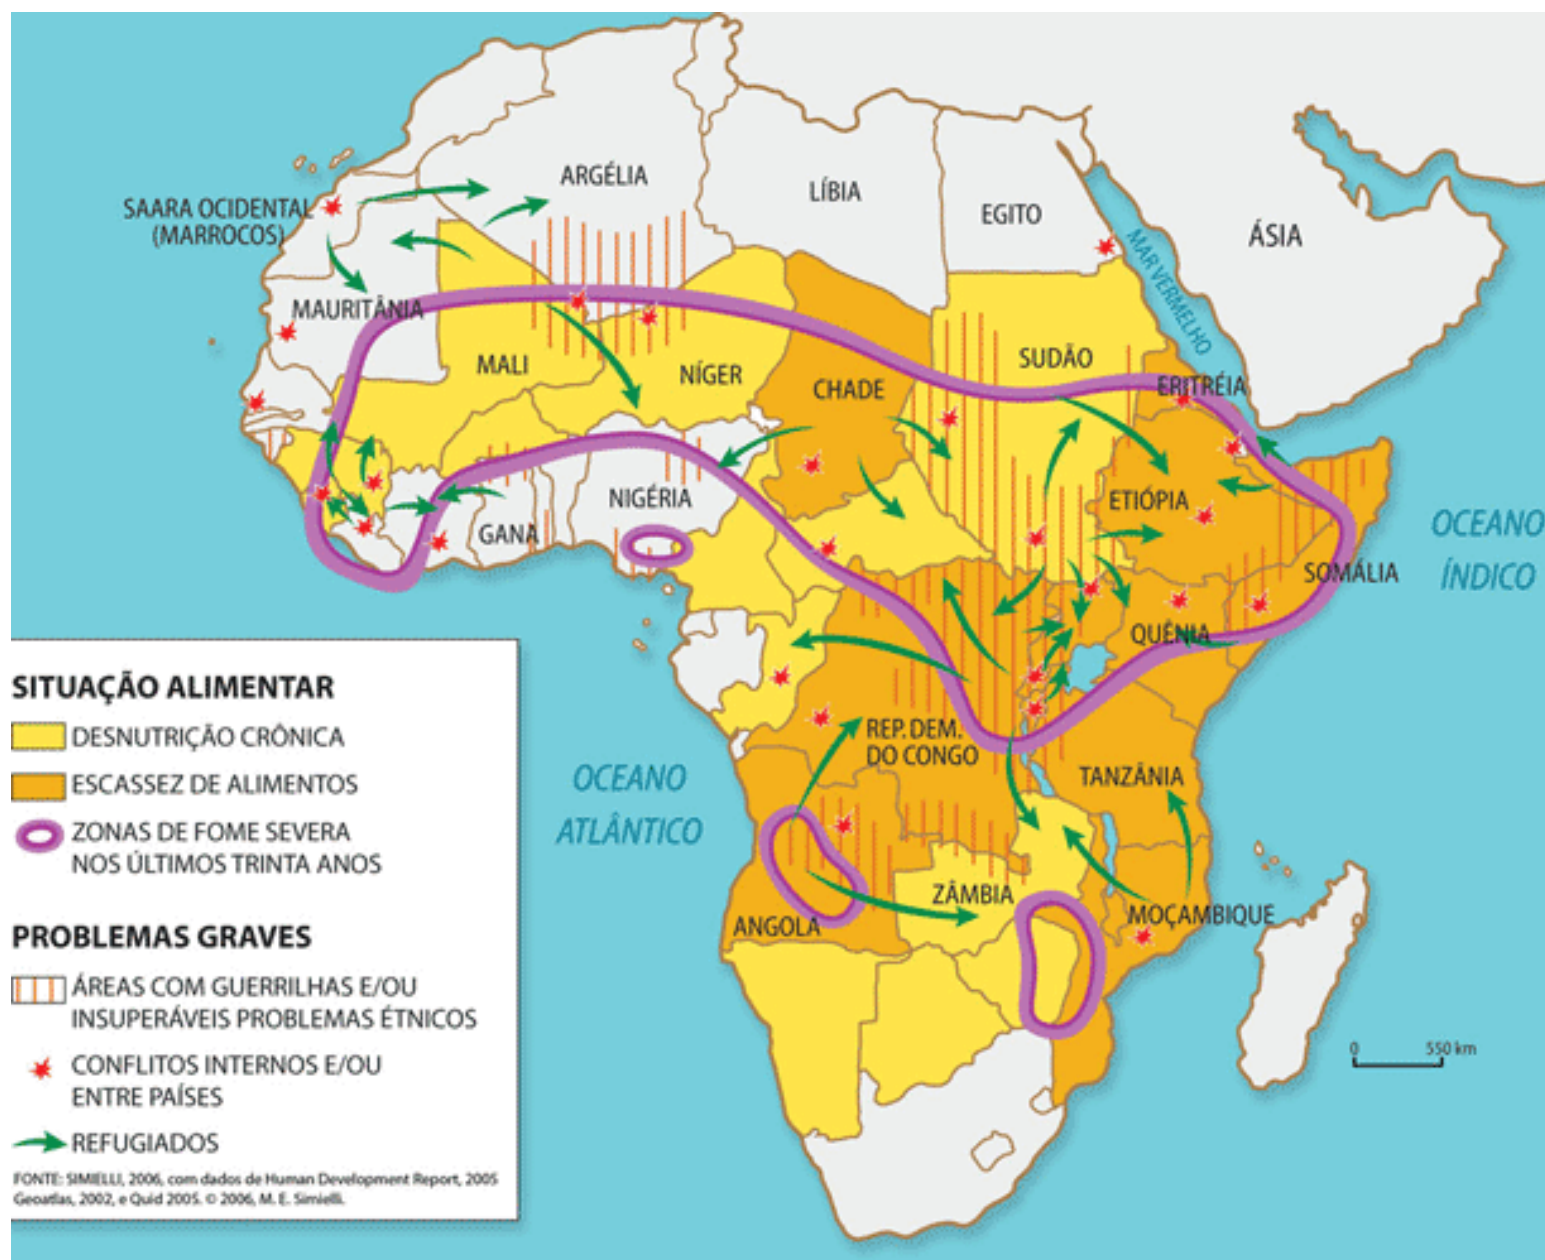 ARGÉLIA
LÍBIA
EGITO
ÁSIA
SAARA OCIDENTAL
(MARROCOS)
MAR VERMELHO
MAURITÂNIA
MALI
NÍGER
CHADE
SUDÃO
ERITRÉIA
NIGÉRIA
GANA
ETIÓPIA
SOMÁLIA
OCEANO
ÍNDICO
QUÊNIA
REP. DEM.
DO CONGO
TANZÂNIA
OCEANO
ATLÂNTICO
ZÂMBIA
ANGOLA
MOÇAMBIQUE
0 550 km
SITUAÇÃO ALIMENTAR
DESNUTRIÇÃO CRÔNICA
ESCASSEZ DE ALIMENTOS
ZONAS DE FOME SEVERA
NOS ÚLTIMOS TRINTA ANOS
PROBLEMAS GRAVES
ÁREAS COM GUERRILHAS E/OU
INSUPERÁVEIS PROBLEMAS ÉTNICOS
CONFLITOS INTERNOS E/OU
ENTRE PAÍSES
REFUGIADOS
FONTE: SIMIELLI, 2006, com dados de Human Development Report, 2005
Geoatlas, 2002, e Quid 2005. © 2006, M. E. Simielli.